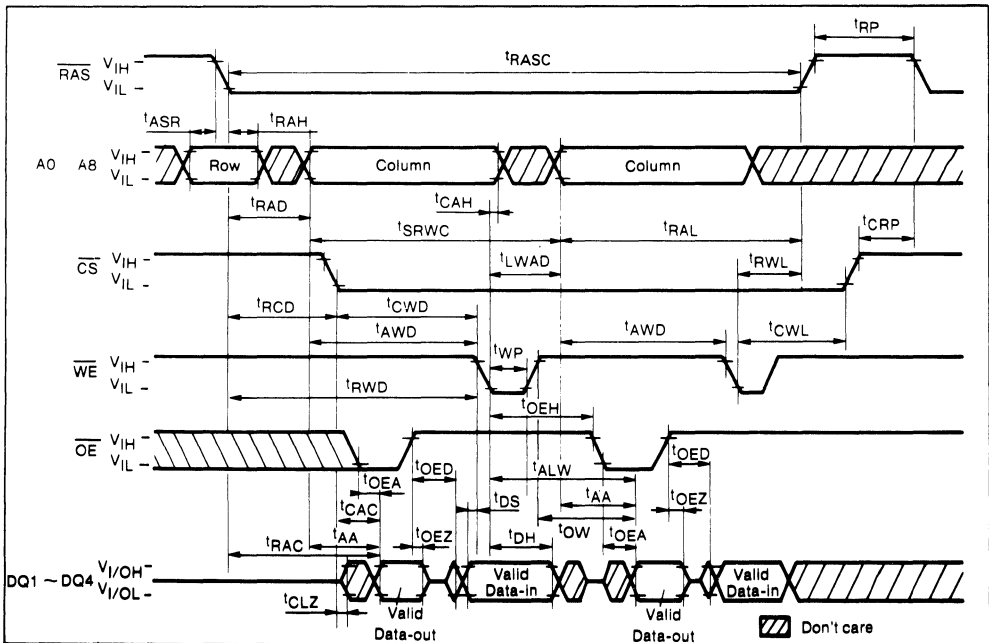 tRP
tRASC
RAS VIH
VIL
tASR tRAH
A0 A8 VIH Row Column Column
VIL
tCAH
tRAD
tSRWC tRAL
tCRP
tLWAD
tRWL
CS VIH
VIL
tRCD tCWD
tAWD tAWD tCWL
WE VIH tWP
VIL
tRWD
tOEH
OE VIH
VIL
tOED tALW tOED
tOEA tDS tAA tOEZ
tCAC tOW
tAA tOEZ tDH tOEA
tRAC
DQ1 ~ DQ4 VI/OH Valid Data-in Valid Data-in
VI/OL
tCLZ
Valid Data-out Valid Data-out
Don't care